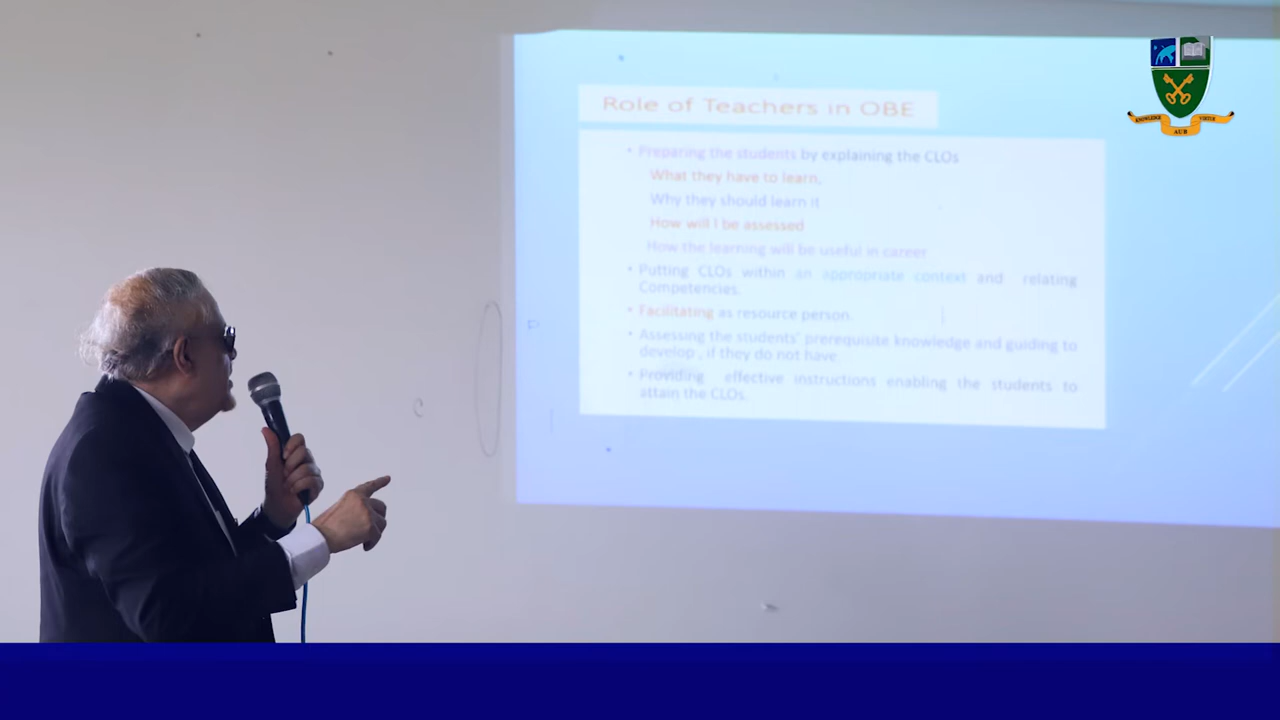 Role of Teachers in OBE
• Preparing the students by explaining the CLOs
What they have to learn,
Why they should learn it
How will I be assessed
How the learning will be useful in career
• Putting CLOs within an appropriate context and relating
Competencies.
• Facilitating as resource person.
• Assessing the students' prerequisite knowledge and guiding to
develop , if they do not have
• Providing effective instructions enabling the students to
attain the CLOs.
KNOWLEDGE
VIRTUE
AUB